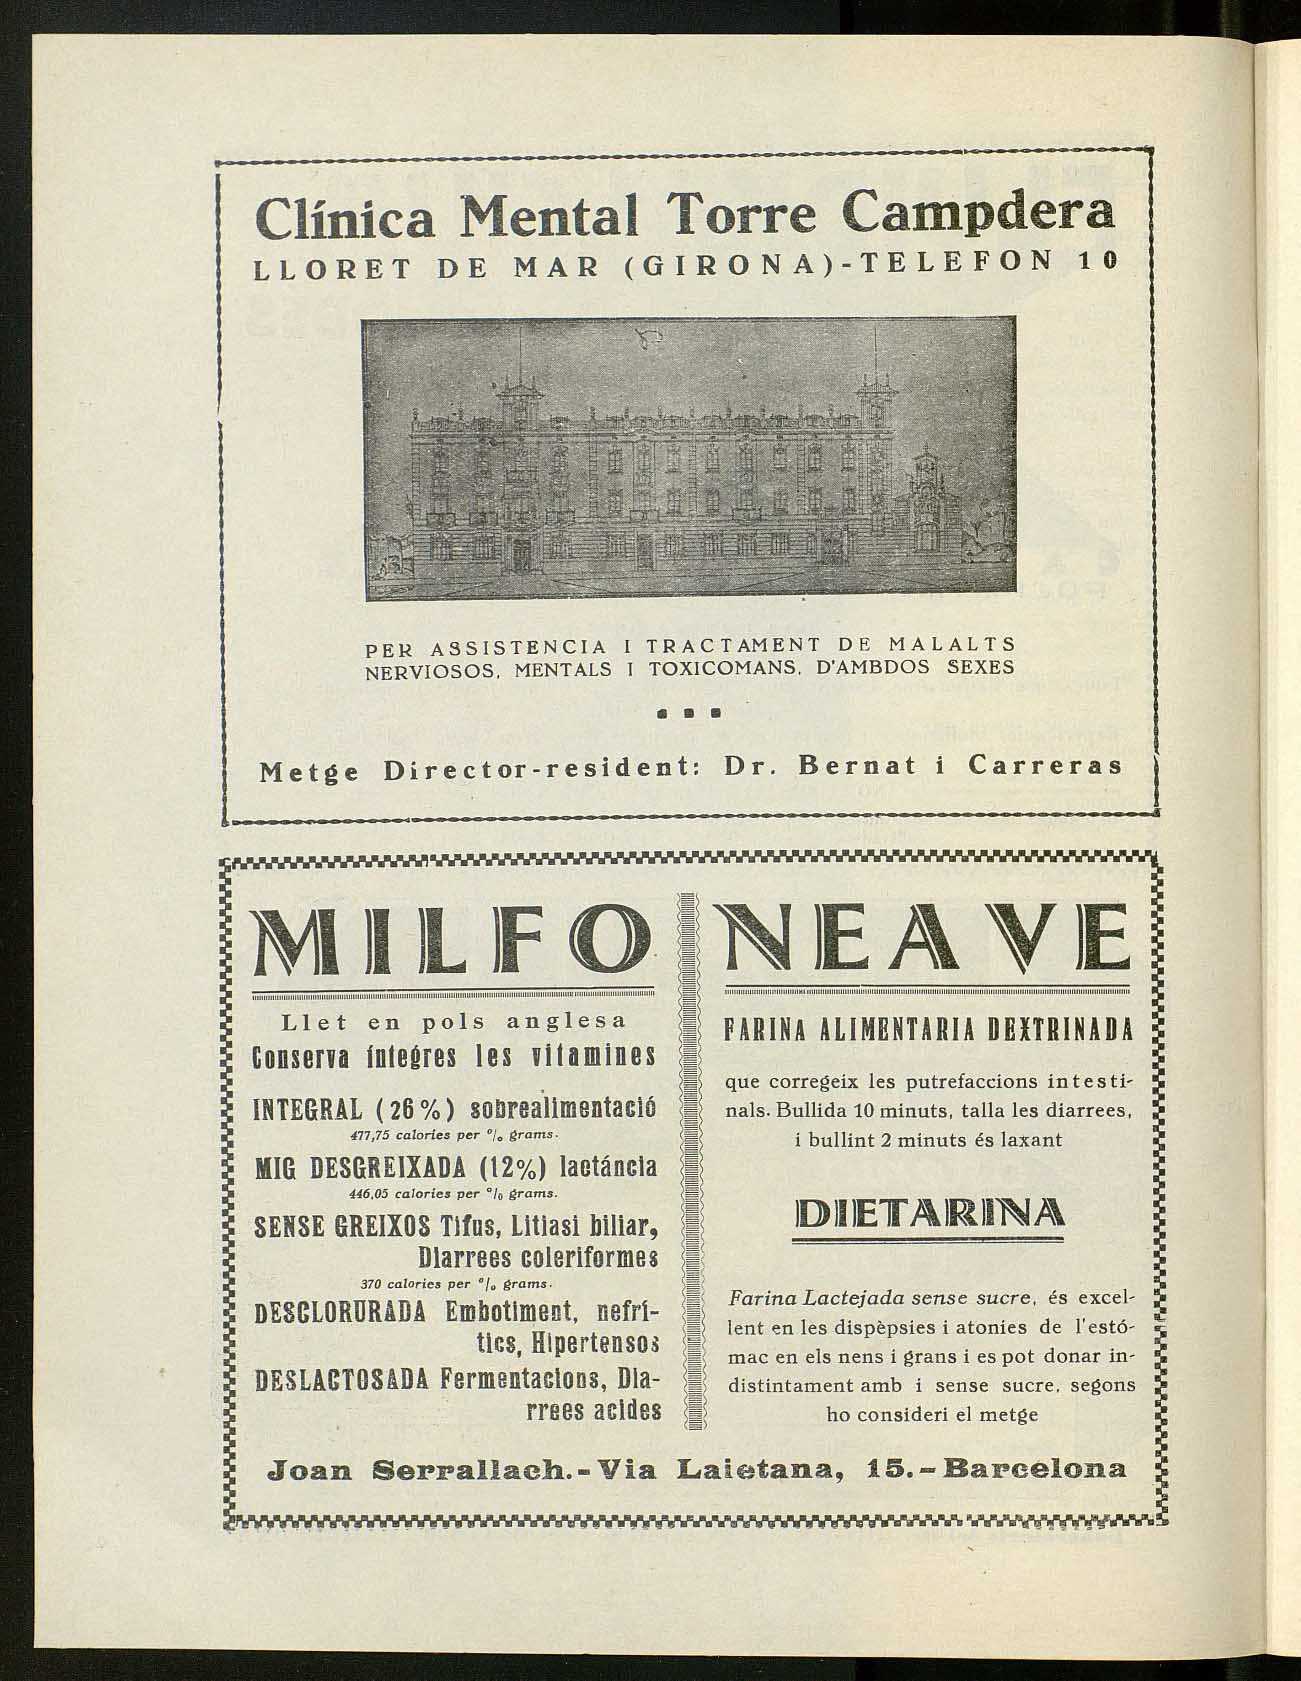 Clínica Mental Torre Campdera
LLORET DE MAR (GIRONA)-TELEFON 10
PER ASSISTENCIA I TRACTAMENT DE MALALTS
NERVIOSOS, MENTALS I TOXICOMANS, D'AMBDOS SEXES
Metge Director-resident: Dr. Bernat i Carreras
MILFO
Llet en pols anglesa
Conserva íntegres les vitamines
INTEGRAL (26%) sobrealimentació
477,75 calories per % grams.
MIG DESGREIXADA (12%) lactáncia
446,05 calories per % grams.
SENSE GREIXOS Tifus, Litiasi biliar,
Diarrees coleriformes
370 calories per % grams.
DESCLORURADA Embotiment, nefrí-
tics, Hipertensos
DESLACTOSADA Fermentacions, Dia-
rrees acides
NEAVE
FARINA ALIMENTARIA DEXTRINADA
que corregeix les putrefaccions intesti-
nals. Bullida 10 minuts, talla les diarrees,
i bullint 2 minuts és laxant
DIETARINA
Farina Lactejada sense sucre, és excel-
lent en les dispèpsies i atonies de l'estó-
mac en els nens i grans i es pot donar in-
distintament amb i sense sucre, segons
ho consideri el metge
Joan Serrallach.-Via Laietana, 15.-Barcelona